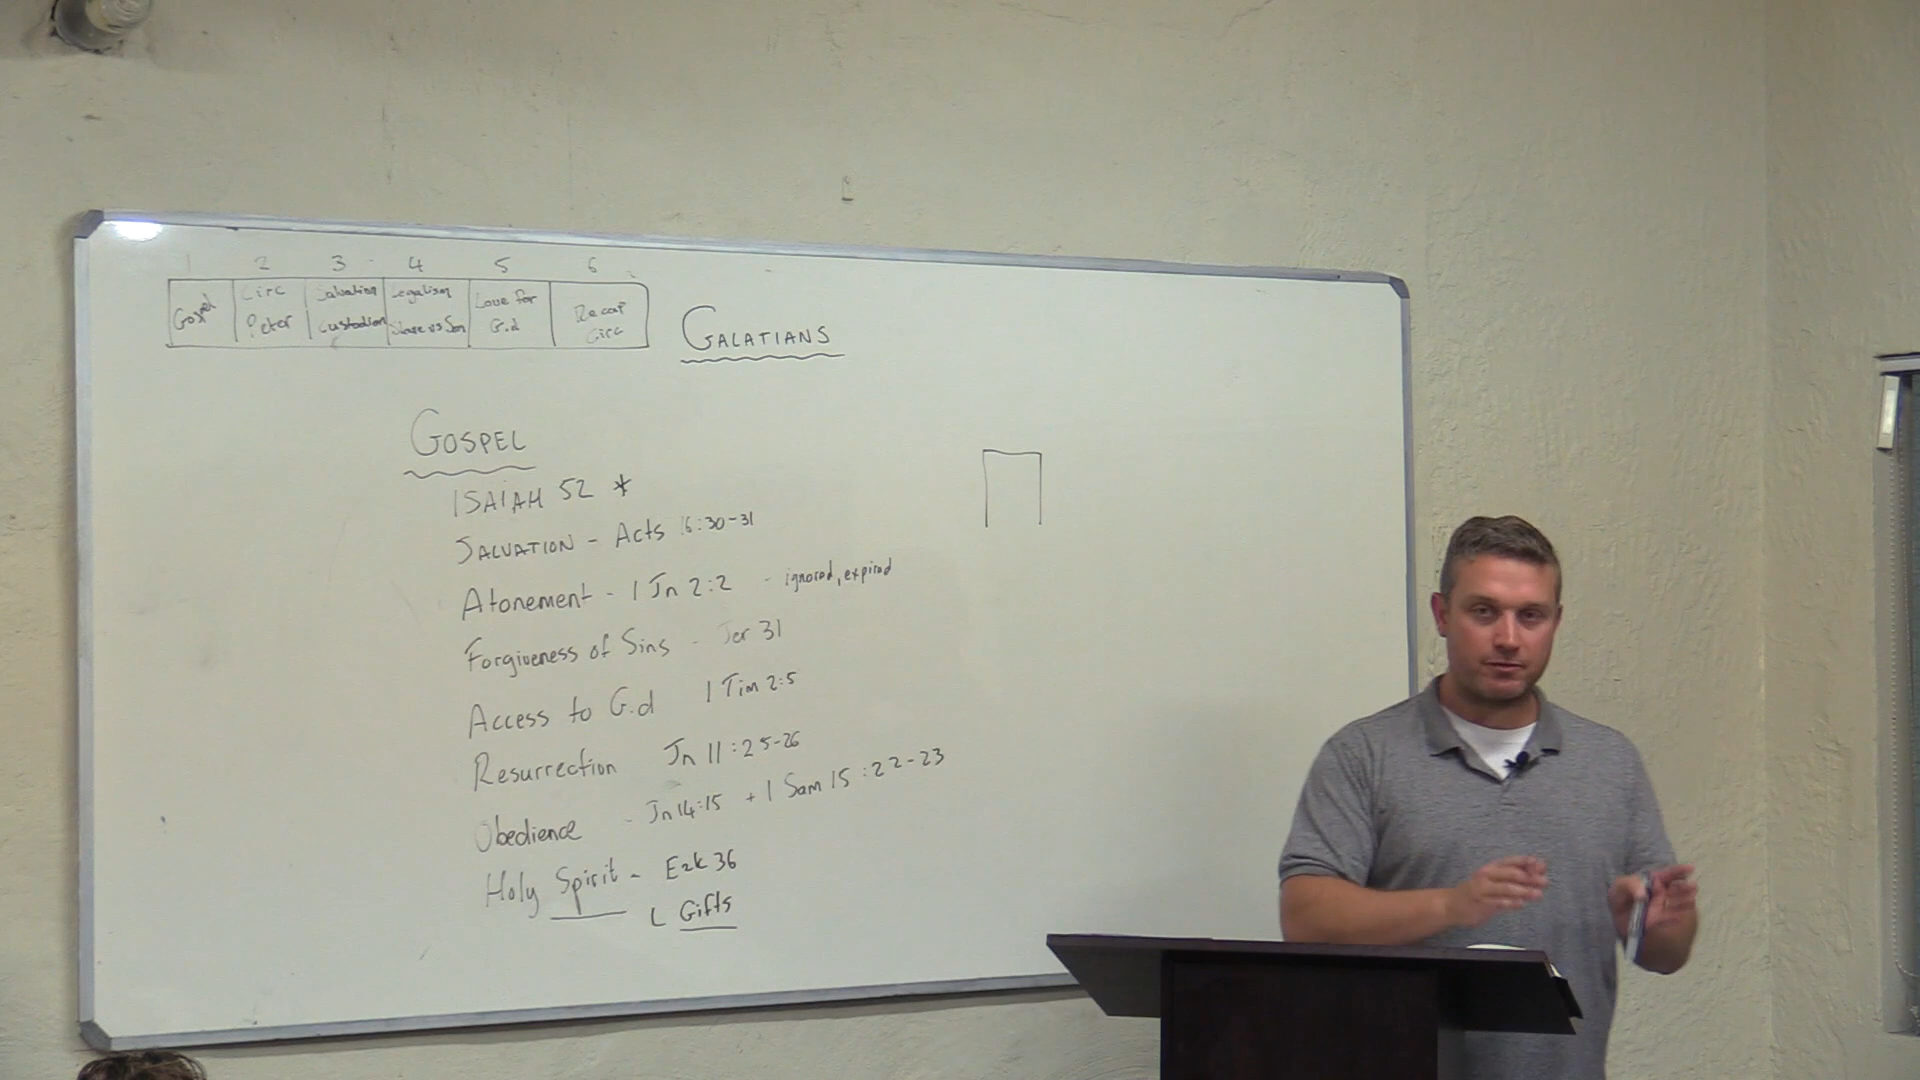 1 2 3 4 5 6
Gospel Circ Salvation Legalism Love for Recap
Peter Custodian Slave vs Son G.d Circ
GALATIANS
GOSPEL
ISAIAH 52 *
SALVATION - Acts 16:30-31
Atonement - 1 Jn 2:2 - ignored, expired
Forgiveness of Sins - Jer 31
Access to G.d 1 Tim 2:5
Resurrection Jn 11:25-26
Obedience - Jn 14:15 + 1 Sam 15:22-23
Holy Spirit - Ezk 36
Gifts